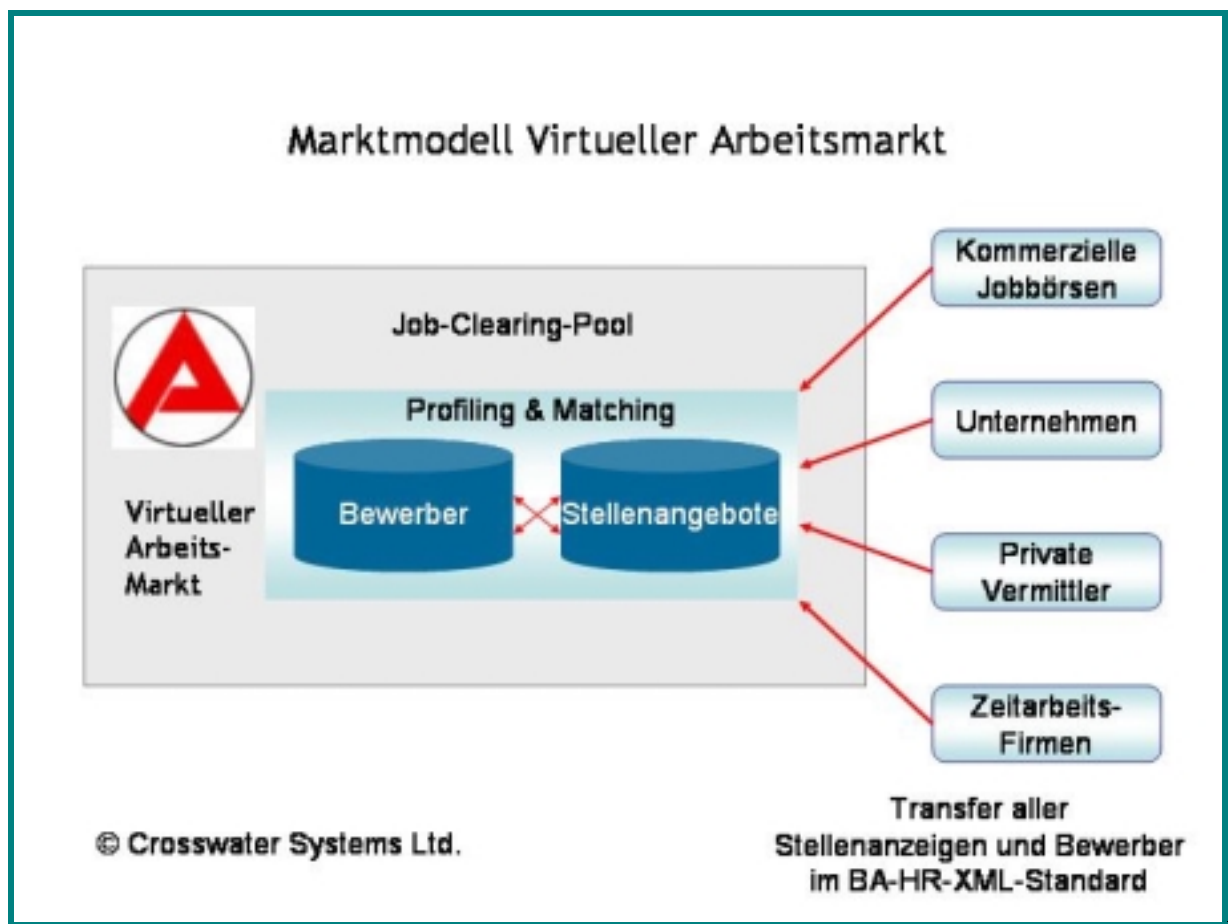 Marktmodell Virtueller Arbeitsmarkt
Job-Clearing-Pool
Profiling & Matching
Virtueller
Arbeits-
Markt
Bewerber
Stellenangebote
Kommerzielle
Jobbörsen
Unternehmen
Private
Vermittler
Zeitarbeits-
Firmen
Transfer aller
Stellenanzeigen und Bewerber
im BA-HR-XML-Standard
© Crosswater Systems Ltd.